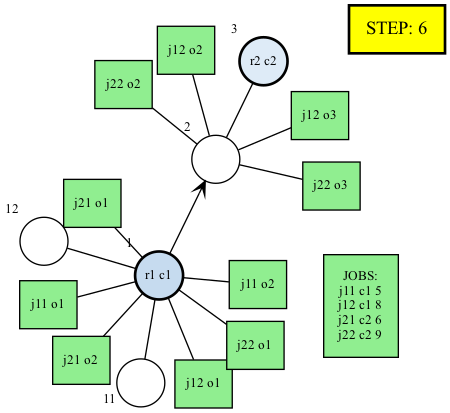 3
STEP: 6
j12 o2
r2 c2
j22 o2
j12 o3
2
j22 o3
j21 o1
12
1
r1 c1
j11 o2
j11 o1
JOBS:
j11 c1 5
j12 c1 8
j21 c2 6
j22 c2 9
j22 o1
j21 o2
j12 o1
11